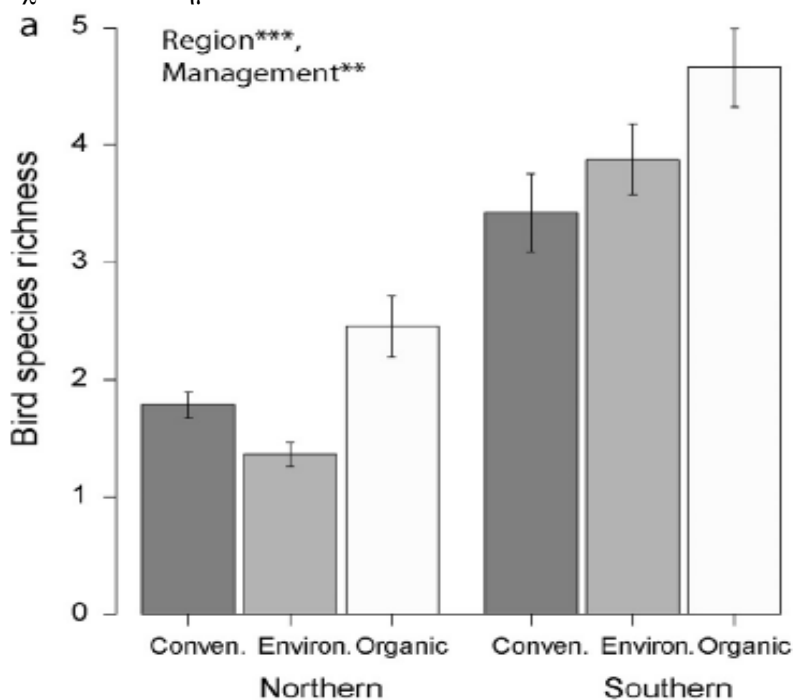 a
Region***,
Management**
Bird species richness
5
4
3
2
1
0
Conven. Environ. Organic Conven. Environ. Organic
Northern Southern